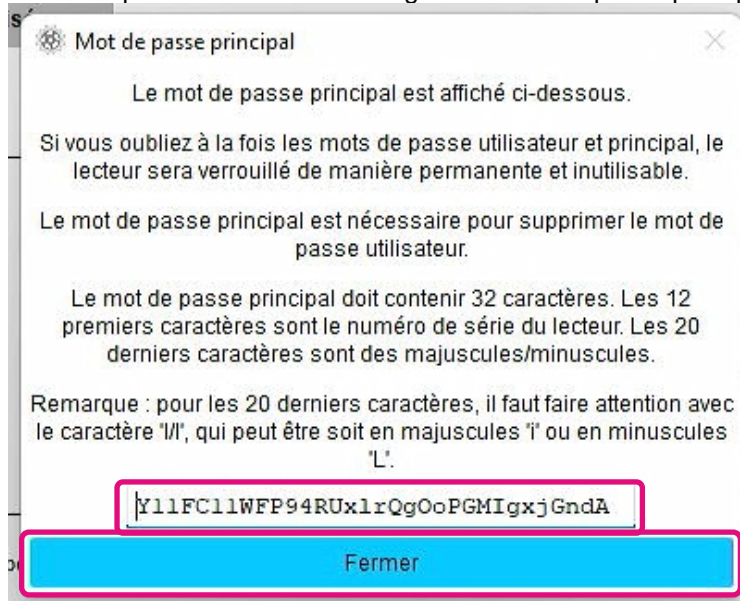 Mot de passe principal
Le mot de passe principal est affiché ci-dessous.
Si vous oubliez à la fois les mots de passe utilisateur et principal, le
lecteur sera verrouillé de manière permanente et inutilisable.
Le mot de passe principal est nécessaire pour supprimer le mot de
passe utilisateur.
Le mot de passe principal doit contenir 32 caractères. Les 12
premiers caractères sont le numéro de série du lecteur. Les 20
derniers caractères sont des majuscules/minuscules.
Remarque : pour les 20 derniers caractères, il faut faire attention avec
le caractère 'I/l', qui peut être soit en majuscules 'i' ou en minuscules
'L'.
Y11FC11WFP94RUxlrQgOoPGMIgxjGndA
Fermer